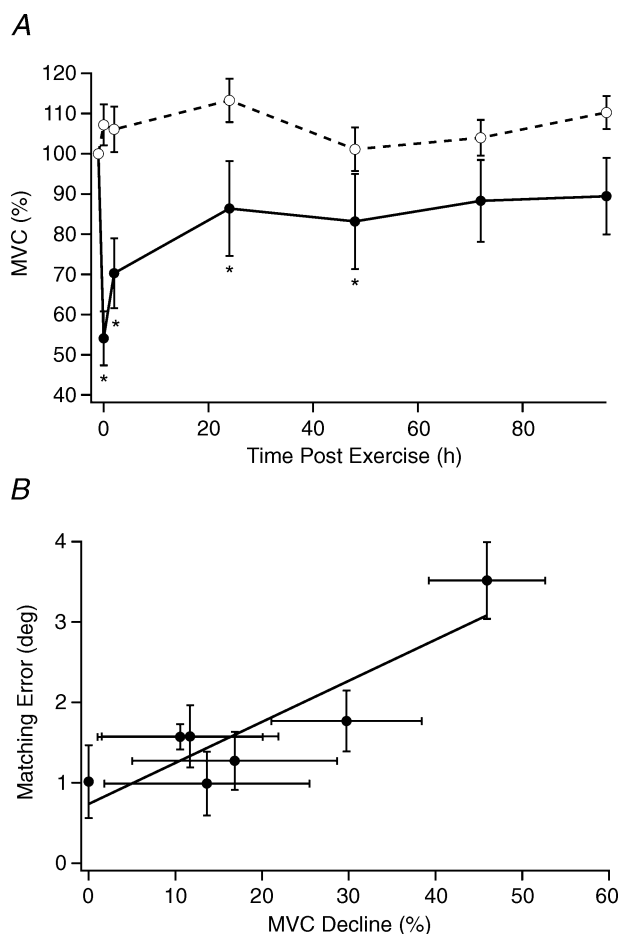 A
120
110
100
90
80
70
60
50
40
MVC (%)
*
*
*
*
0 20 40 60 80
Time Post Exercise (h)
B
4
3
2
1
0
Matching Error (deg)
0 10 20 30 40 50 60
MVC Decline (%)